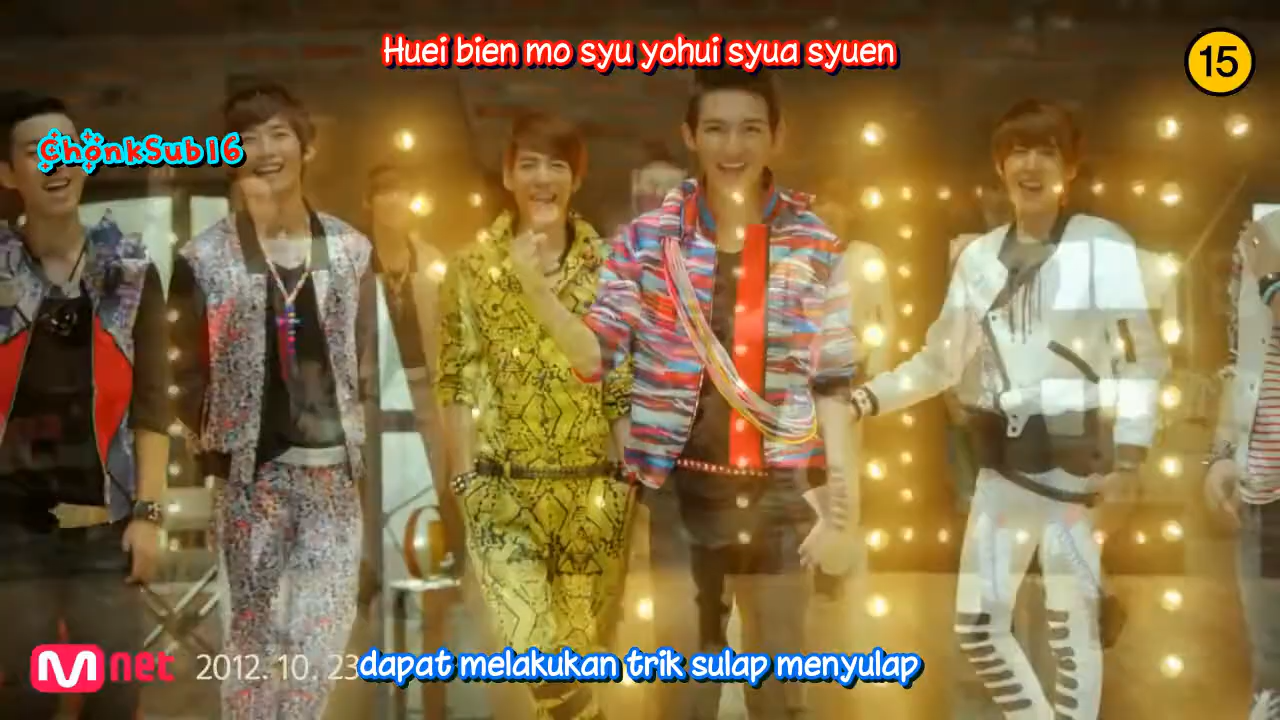 Huei bien mo syu yohui syua syuen
15
ChonkSub16
Mnet 2012. 10. 23
dapat melakukan trik sulap menyulap